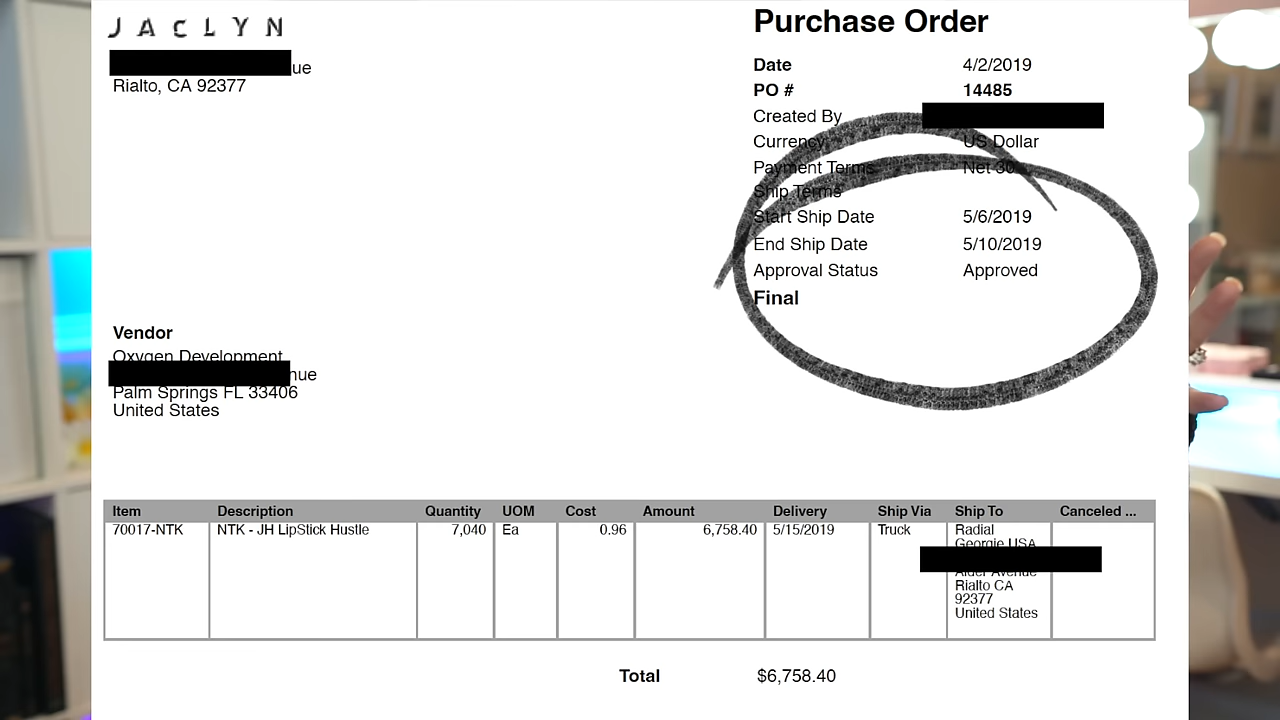 JACLYN
ue
Rialto, CA 92377
Purchase Order
Date 4/2/2019
PO # 14485
Created By
Currency US Dollar
Payment Terms Net 30
Ship Terms
Start Ship Date 5/6/2019
End Ship Date 5/10/2019
Approval Status Approved
Final
Vendor
Oxygen Development
nue
Palm Springs FL 33406
United States
Item Description Quantity UOM Cost Amount Delivery Ship Via Ship To Canceled ...
70017-NTK NTK - JH LipStick Hustle 7,040 Ea 0.96 6,758.40 5/15/2019 Truck Radial
Georgie USA
Alder Avenue
Rialto CA
92377
United States
Total $6,758.40